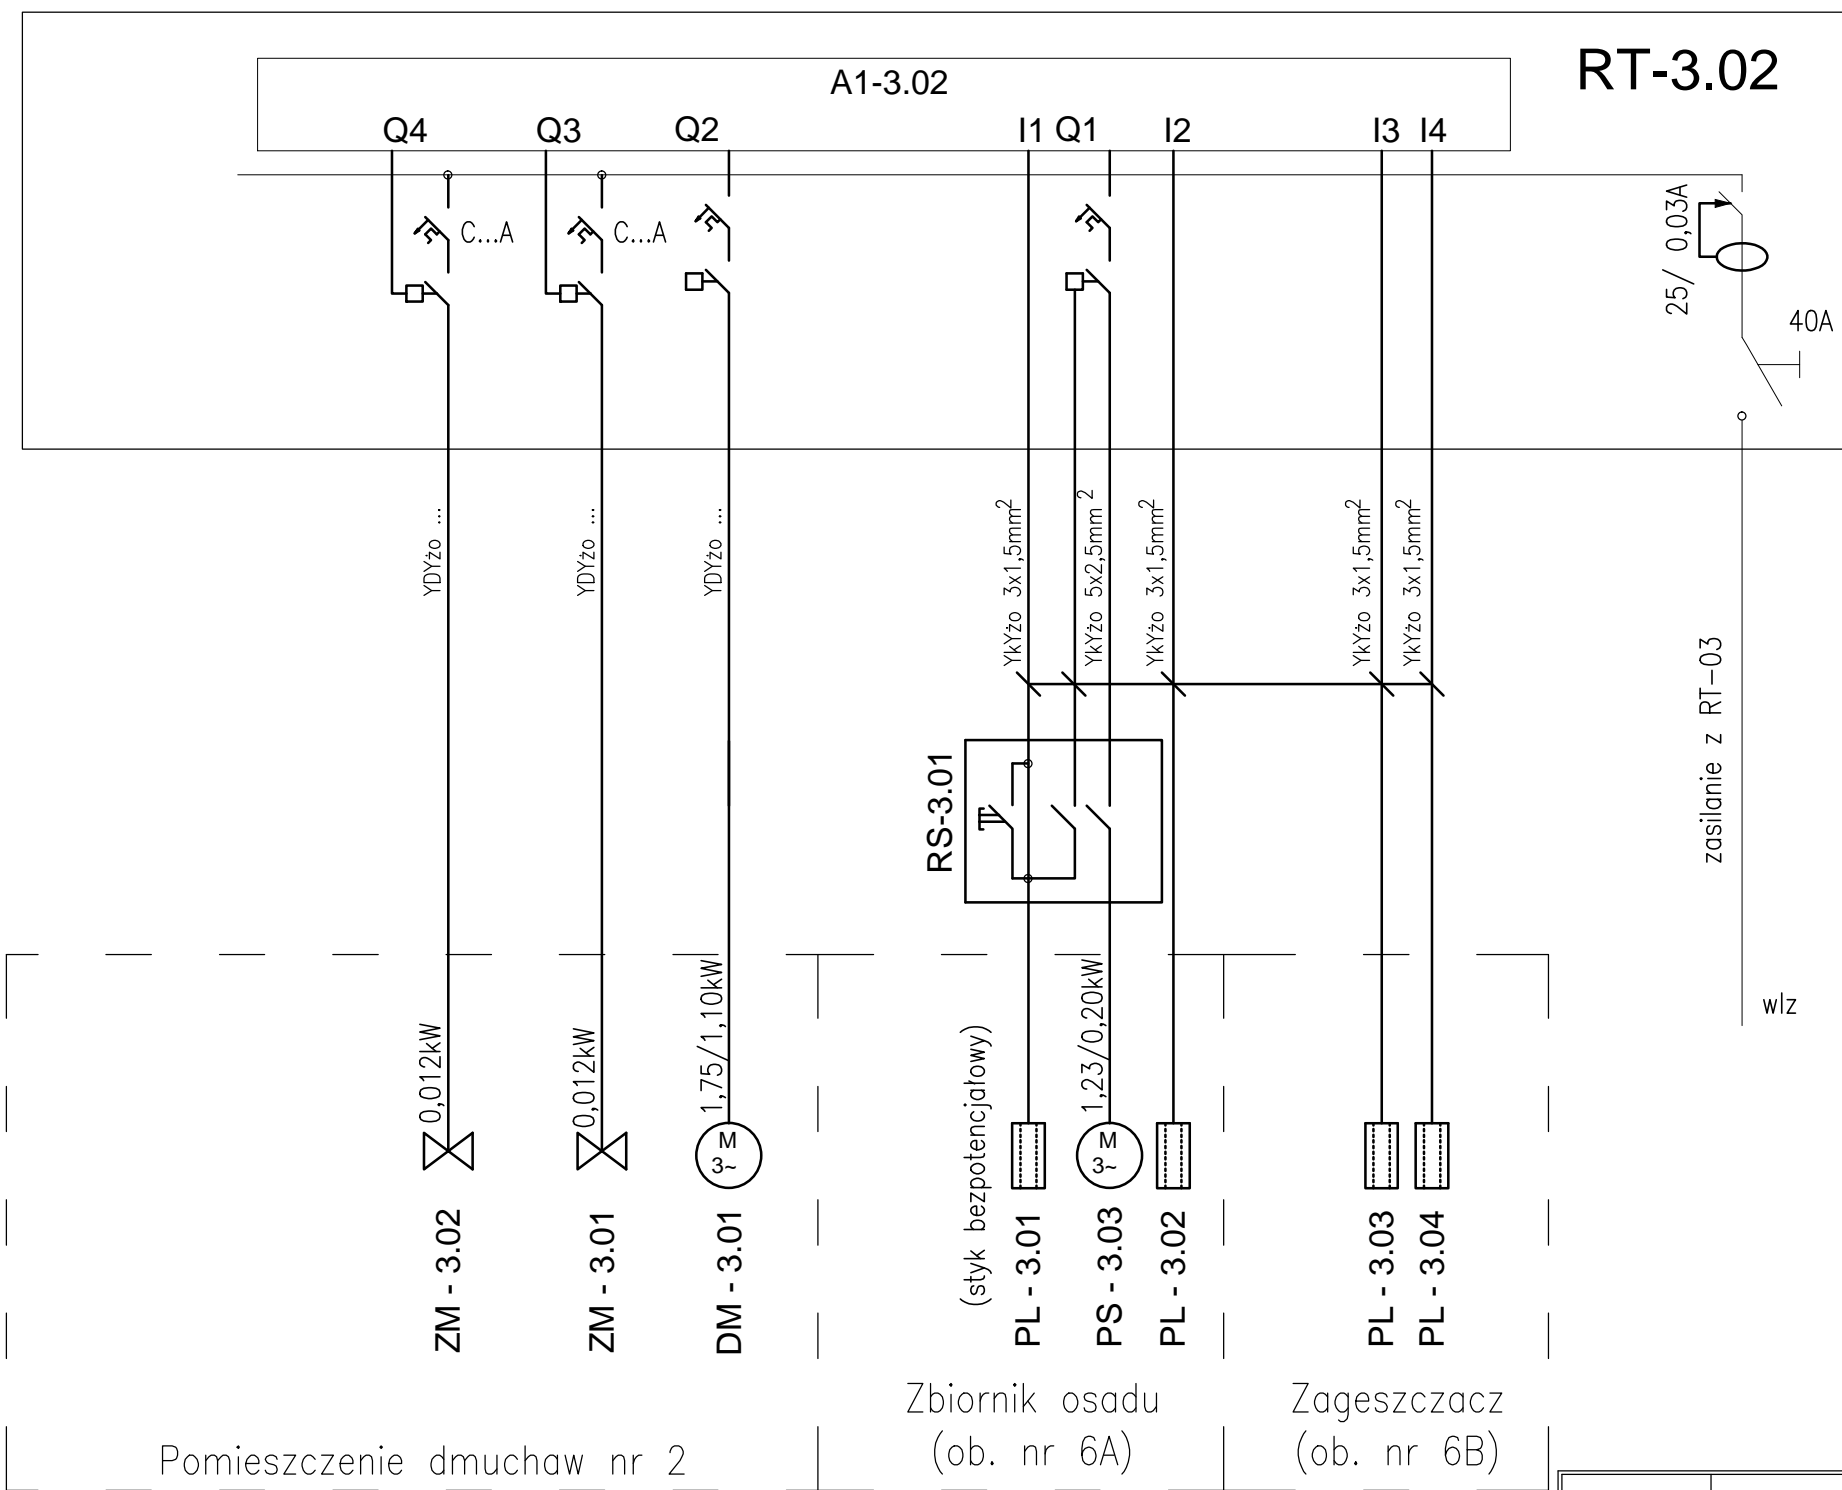 RT-3.02
A1-3.02
Q4
Q3
Q2
I1
Q1
I2
I3
I4
C...A
C...A
25/ 0,03A
40A
YDYżo ...
YDYżo ...
YDYżo ...
YkYżo 3x1,5mm²
YkYżo 5x2,5mm²
YkYżo 3x1,5mm²
YkYżo 3x1,5mm²
YkYżo 3x1,5mm²
zasilanie z RT-03
RS-3.01
wlz
0,012kW
0,012kW
1,75/1,10kW
(styk bezpotencjałowy)
1,23/0,20kW
M
3~
M
3~
ZM - 3.02
ZM - 3.01
DM - 3.01
PL - 3.01
PS - 3.03
PL - 3.02
PL - 3.03
PL - 3.04
Pomieszczenie dmuchaw nr 2
Zbiornik osadu
(ob. nr 6A)
Zageszczacz
(ob. nr 6B)